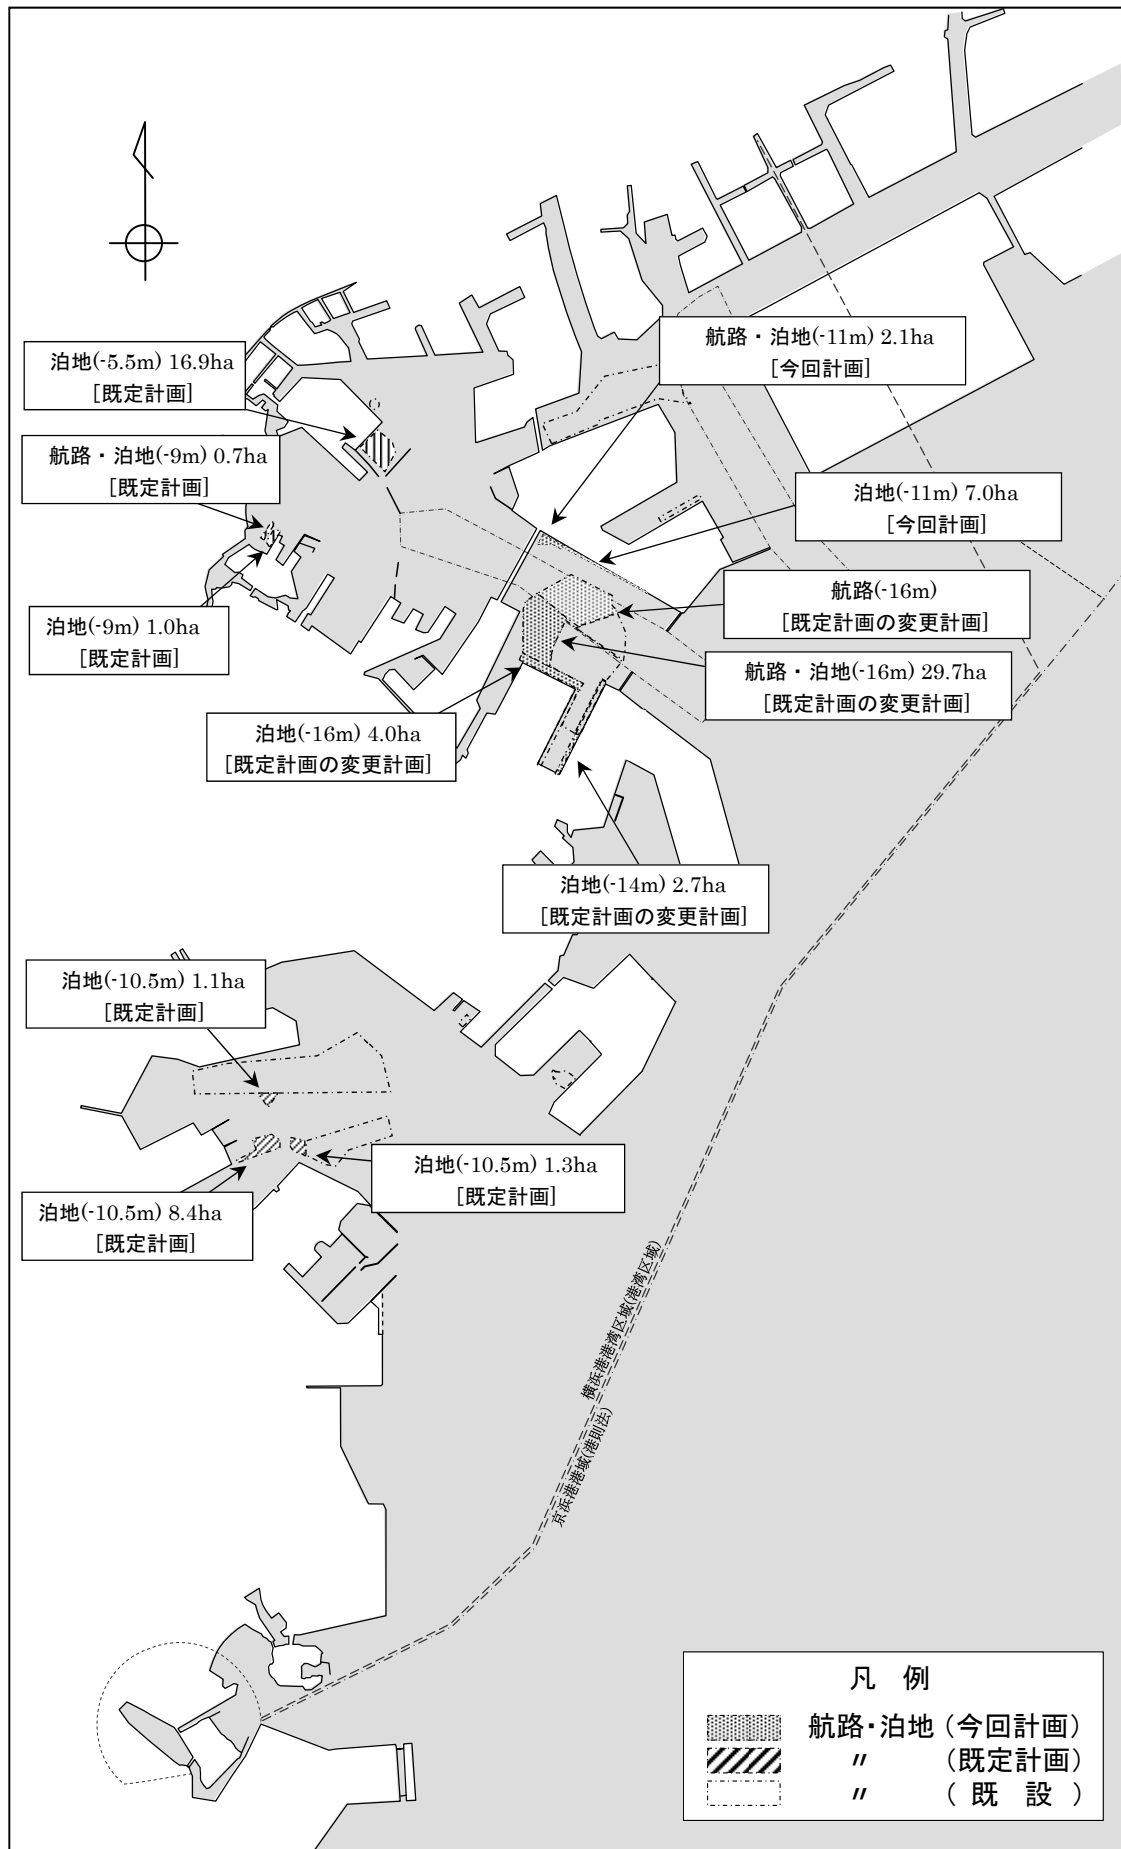 航路・泊地(-11m) 2.1ha
[今回計画]
泊地(-5.5m) 16.9ha
[既定計画]
航路・泊地(-9m) 0.7ha
[既定計画]
泊地(-11m) 7.0ha
[今回計画]
航路(-16m)
[既定計画の変更計画]
泊地(-9m) 1.0ha
[既定計画]
航路・泊地(-16m) 29.7ha
[既定計画の変更計画]
泊地(-16m) 4.0ha
[既定計画の変更計画]
泊地(-14m) 2.7ha
[既定計画の変更計画]
泊地(-10.5m) 1.1ha
[既定計画]
泊地(-10.5m) 1.3ha
[既定計画]
泊地(-10.5m) 8.4ha
[既定計画]
横浜港港湾区域(港湾区域)
京浜港港域(港則法)
凡 例
航路・泊地 (今回計画)
〃 (既定計画)
〃 (既 設)